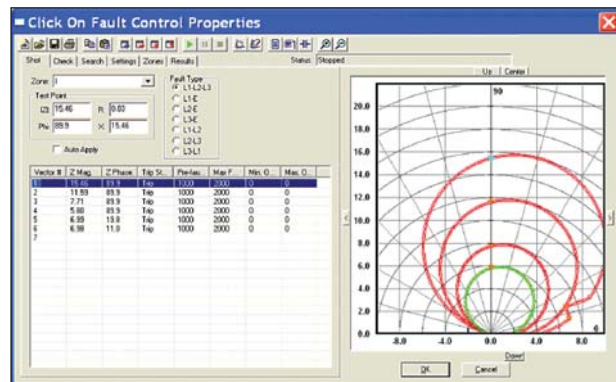 Click On Fault Control Properties
Shot Check Search Settings Zones Results
Status: Stopped
Zone: I
Fault Type
L1-L2-L3
L1-E
L2-E
L3-E
L1-L2
L2-L3
L3-L1
Test Point
IZI: 15.46 R: 0.03
Phi: 89.9 X: 15.46
Auto Apply
Vector # Z Mag. Z Phase. Trip St... Pre-fau... Max F... Min. O... Max. O...
1 15.46 89.9 Trip 1000 2000 0 0
2 11.59 89.9 Trip 1000 2000 0 0
3 7.71 89.9 Trip 1000 2000 0 0
4 5.80 89.9 Trip 1000 2000 0 0
5 6.99 19.8 Trip 1000 2000 0 0
6 6.98 11.0 Trip 1000 2000 0 0
7
Up Center
90
20.0
18.0
16.0
14.0
12.0
10.0
8.0
6.0
4.0
2.0
0.0
-8.0 -4.0 0 4.0 8.0
Down
OK Cancel